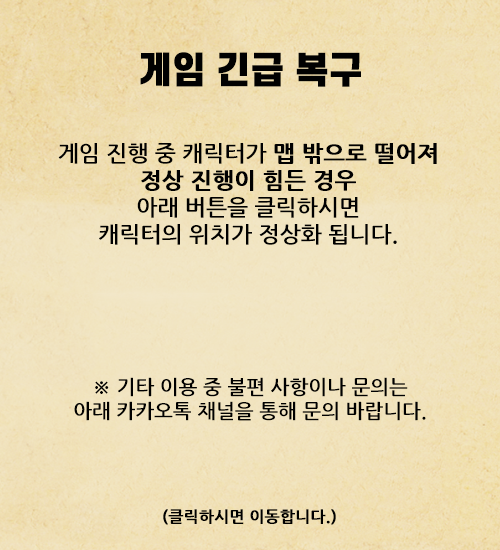 게임 긴급 복구
게임 진행 중 캐릭터가 맵 밖으로 떨어져
정상 진행이 힘든 경우
아래 버튼을 클릭하시면
캐릭터의 위치가 정상화 됩니다.
※ 기타 이용 중 불편 사항이나 문의는
아래 카카오톡 채널을 통해 문의 바랍니다.
(클릭하시면 이동합니다.)